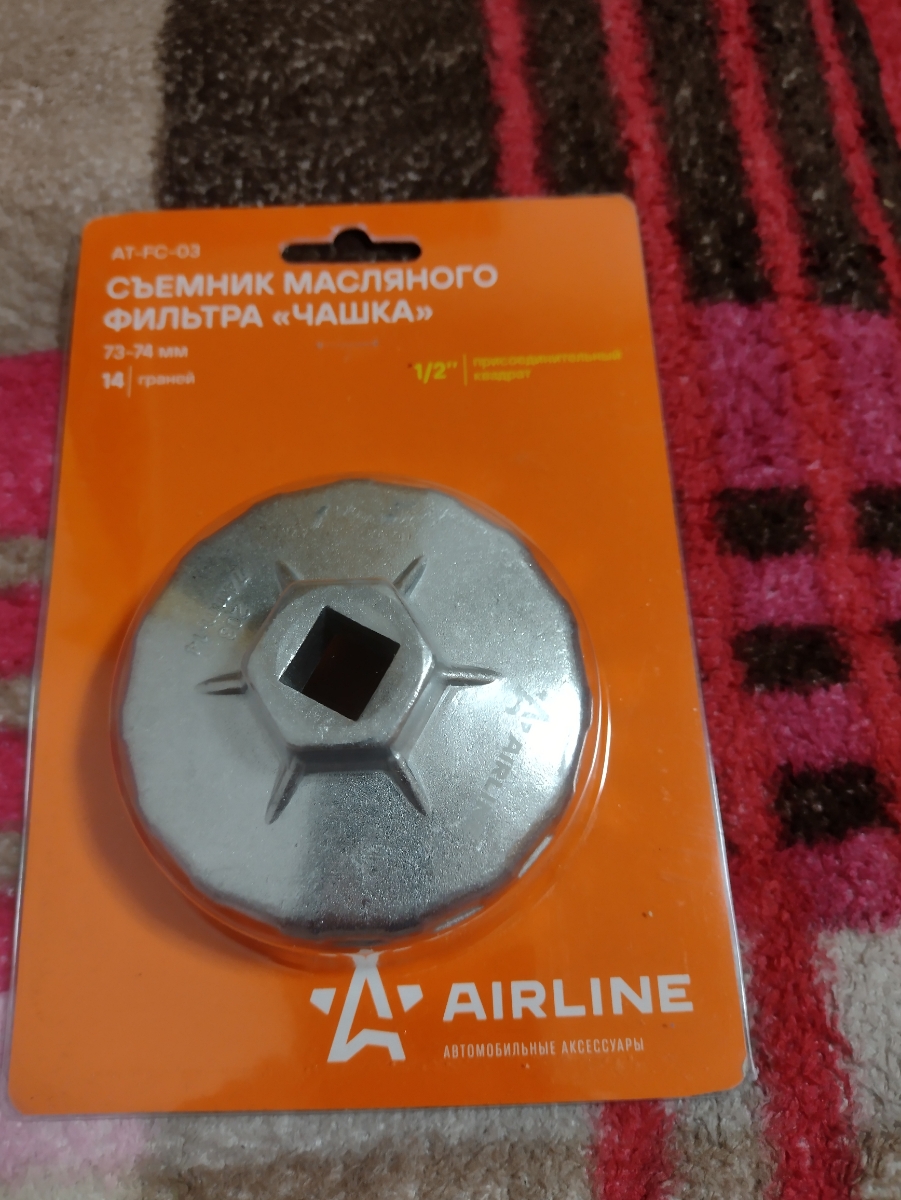 AT-FC-03
СЪЕМНИК МАСЛЯНОГО
ФИЛЬТРА «ЧАШКА»
73-74 мм
14 граней
1/2" присоединительный
квадрат
AIRLINE
AIRLINE
АВТОМОБИЛЬНЫЕ АКСЕССУАРЫ